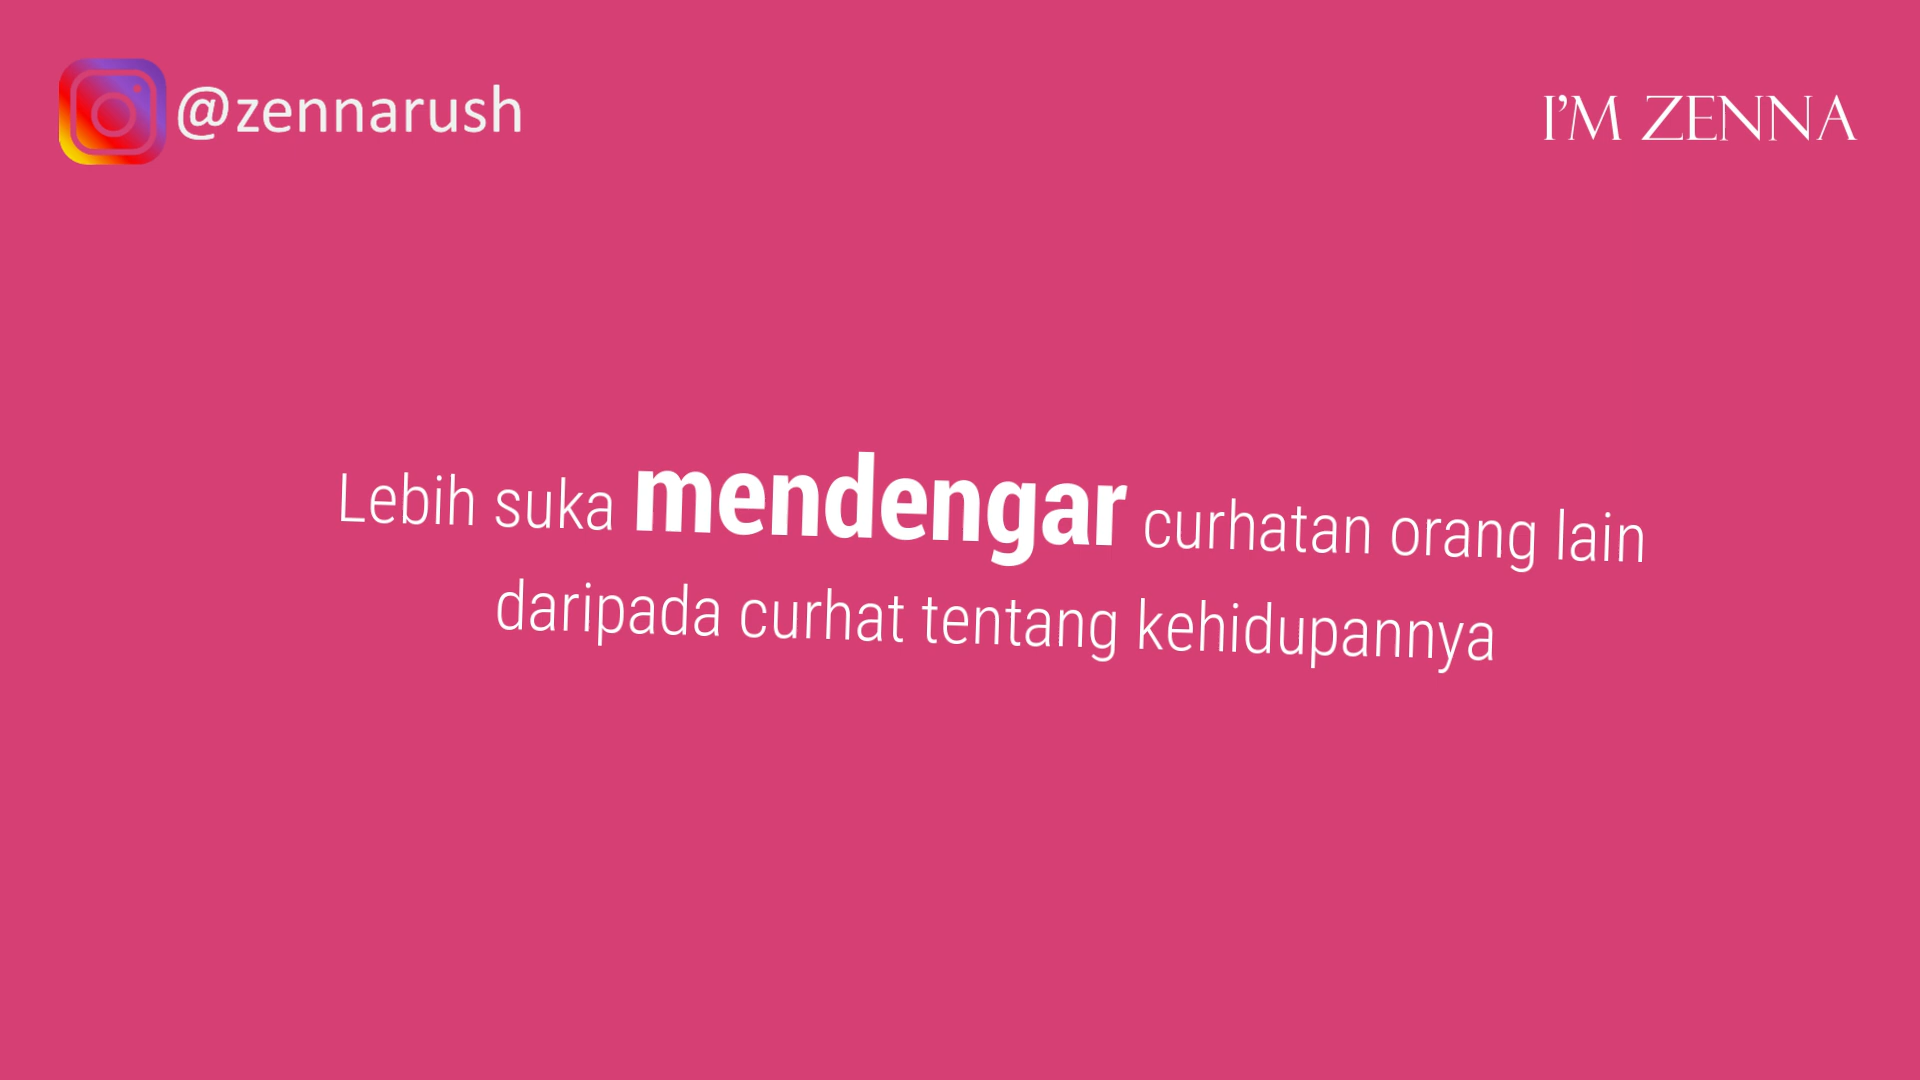 @zennarush
I'M ZENNA
Lebih suka mendengar curhatan orang lain
daripada curhat tentang kehidupannya